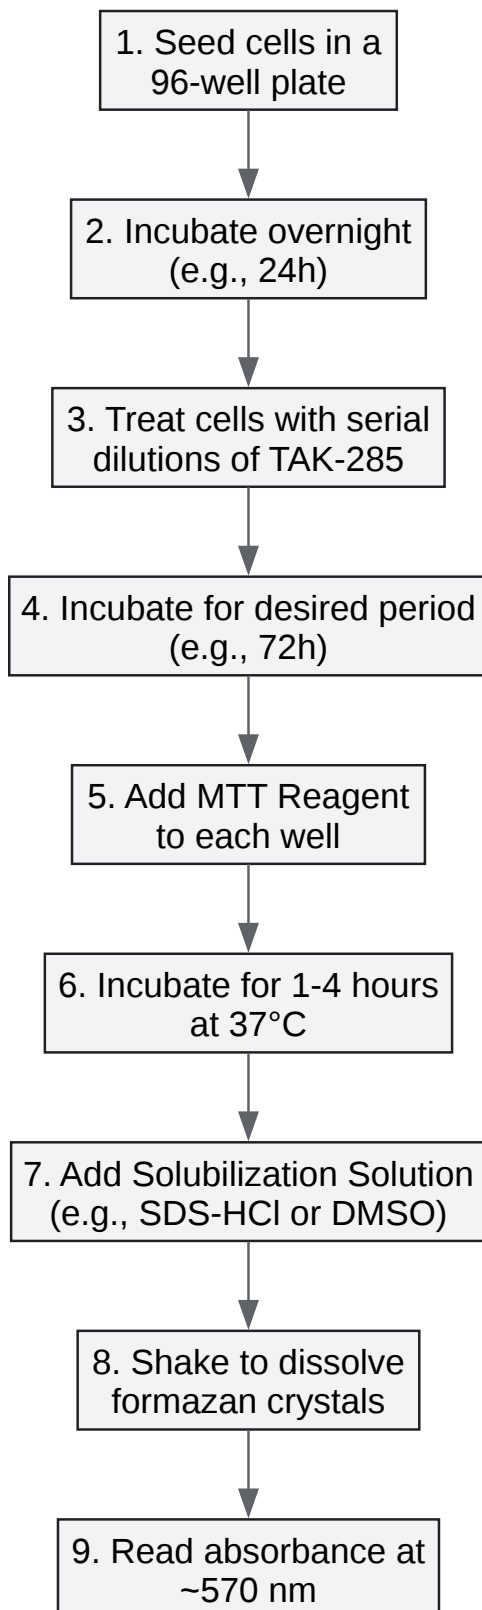 1. Seed cells in a
96-well plate
2. Incubate overnight
(e.g., 24h)
3. Treat cells with serial
dilutions of TAK-285
4. Incubate for desired period
(e.g., 72h)
5. Add MTT Reagent
to each well
6. Incubate for 1-4 hours
at 37°C
7. Add Solubilization Solution
(e.g., SDS-HCl or DMSO)
8. Shake to dissolve
formazan crystals
9. Read absorbance at
~570 nm